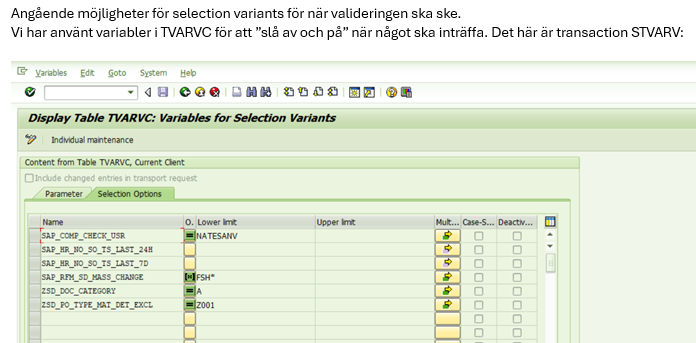 Angående möjligheter för selection variants för när valideringen ska ske.
Vi har använt variabler i TVARVC för att ”slå av och på” när något ska inträffa. Det här är transaction STVARV:
Variables Edit Goto System Help
Display Table TVARVC: Variables for Selection Variants
Individual maintenance
Content from Table TVARVC, Current Client
Include changed entries in transport request
Parameter Selection Options
Name O. Lower limit Upper limit Mult... Case-S... Deactiv...
SAP_COMP_CHECK_USR NATESANV
SAP_HR_NO_SO_TS_LAST_24H
SAP_HR_NO_SO_TS_LAST_7D
SAP_RFM_SD_MASS_CHANGE FSH*
ZSD_DOC_CATEGORY A
ZSD_PO_TYPE_MAT_DET_EXCL Z001